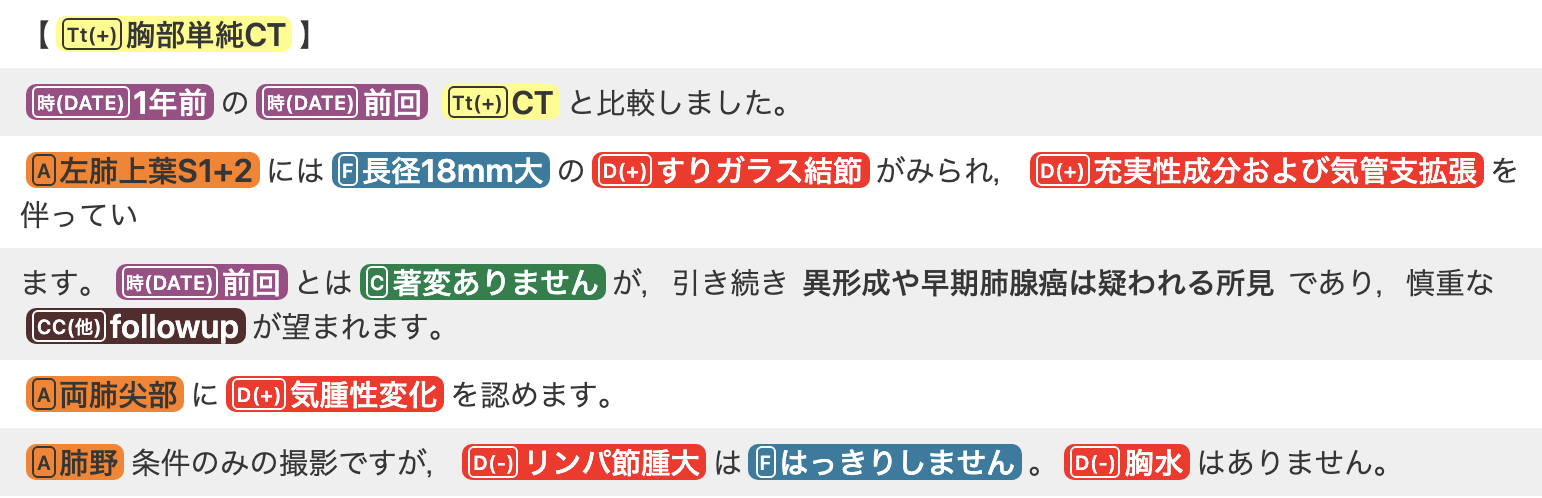 【 Tt(+) 胸部単純CT 】
時(DATE) 1年前 の 時(DATE) 前回 Tt(+) CT と比較しました。
A 左肺上葉S1+2 には F 長径18mm大 の D(+) すりガラス結節 がみられ, D(+) 充実性成分および気管支拡張 を
伴ってい
ます。 時(DATE) 前回 とは C 著変ありません が, 引き続き 異形成や早期肺腺癌は疑われる所見 であり, 慎重な
CC(他) followup が望まれます。
A 両肺尖部 に D(+) 気腫性変化 を認めます。
A 肺野 条件のみの撮影ですが, D(-) リンパ節腫大 は F はっきりしません 。 D(-) 胸水 はありません。